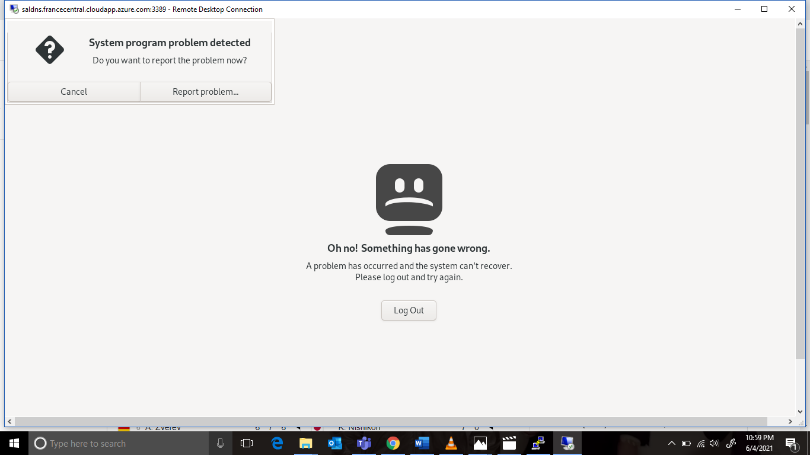 saldns.francecentral.cloudapp.azure.com:3389 - Remote Desktop Connection
System program problem detected
Do you want to report the problem now?
Cancel
Report problem...
Oh no! Something has gone wrong.
A problem has occurred and the system can't recover.
Please log out and try again.
Log Out
Type here to search
10:59 PM
6/4/2021